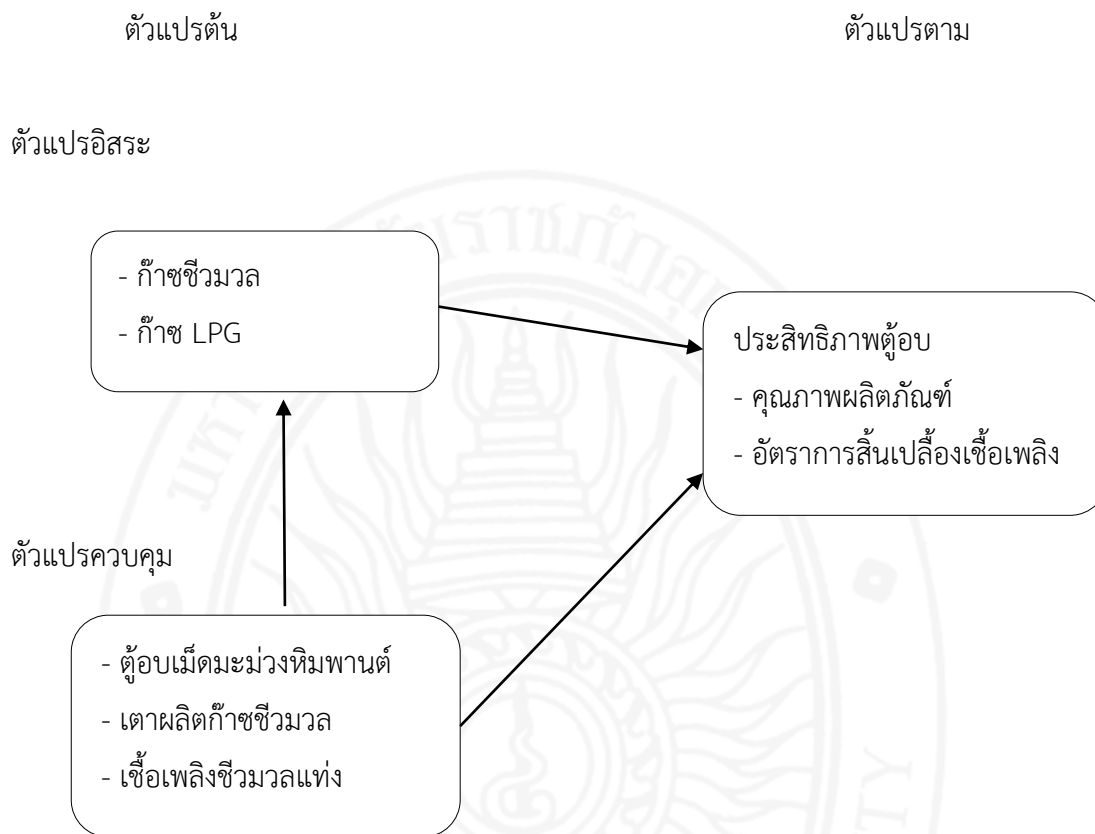 ตัวแปรต้น
ตัวแปรตาม
ตัวแปรอิสระ
- ก๊าซชีวมวล
- ก๊าซ LPG
ประสิทธิภาพตู้อบ
- คุณภาพผลิตภัณฑ์
- อัตราการสิ้นเปลื้องเชื้อเพลิง
ตัวแปรควบคุม
- ตู้อบเม็ดมะม่วงหิมพานต์
- เตาผลิตก๊าซชีวมวล
- เชื้อเพลิงชีวมวลแท่ง